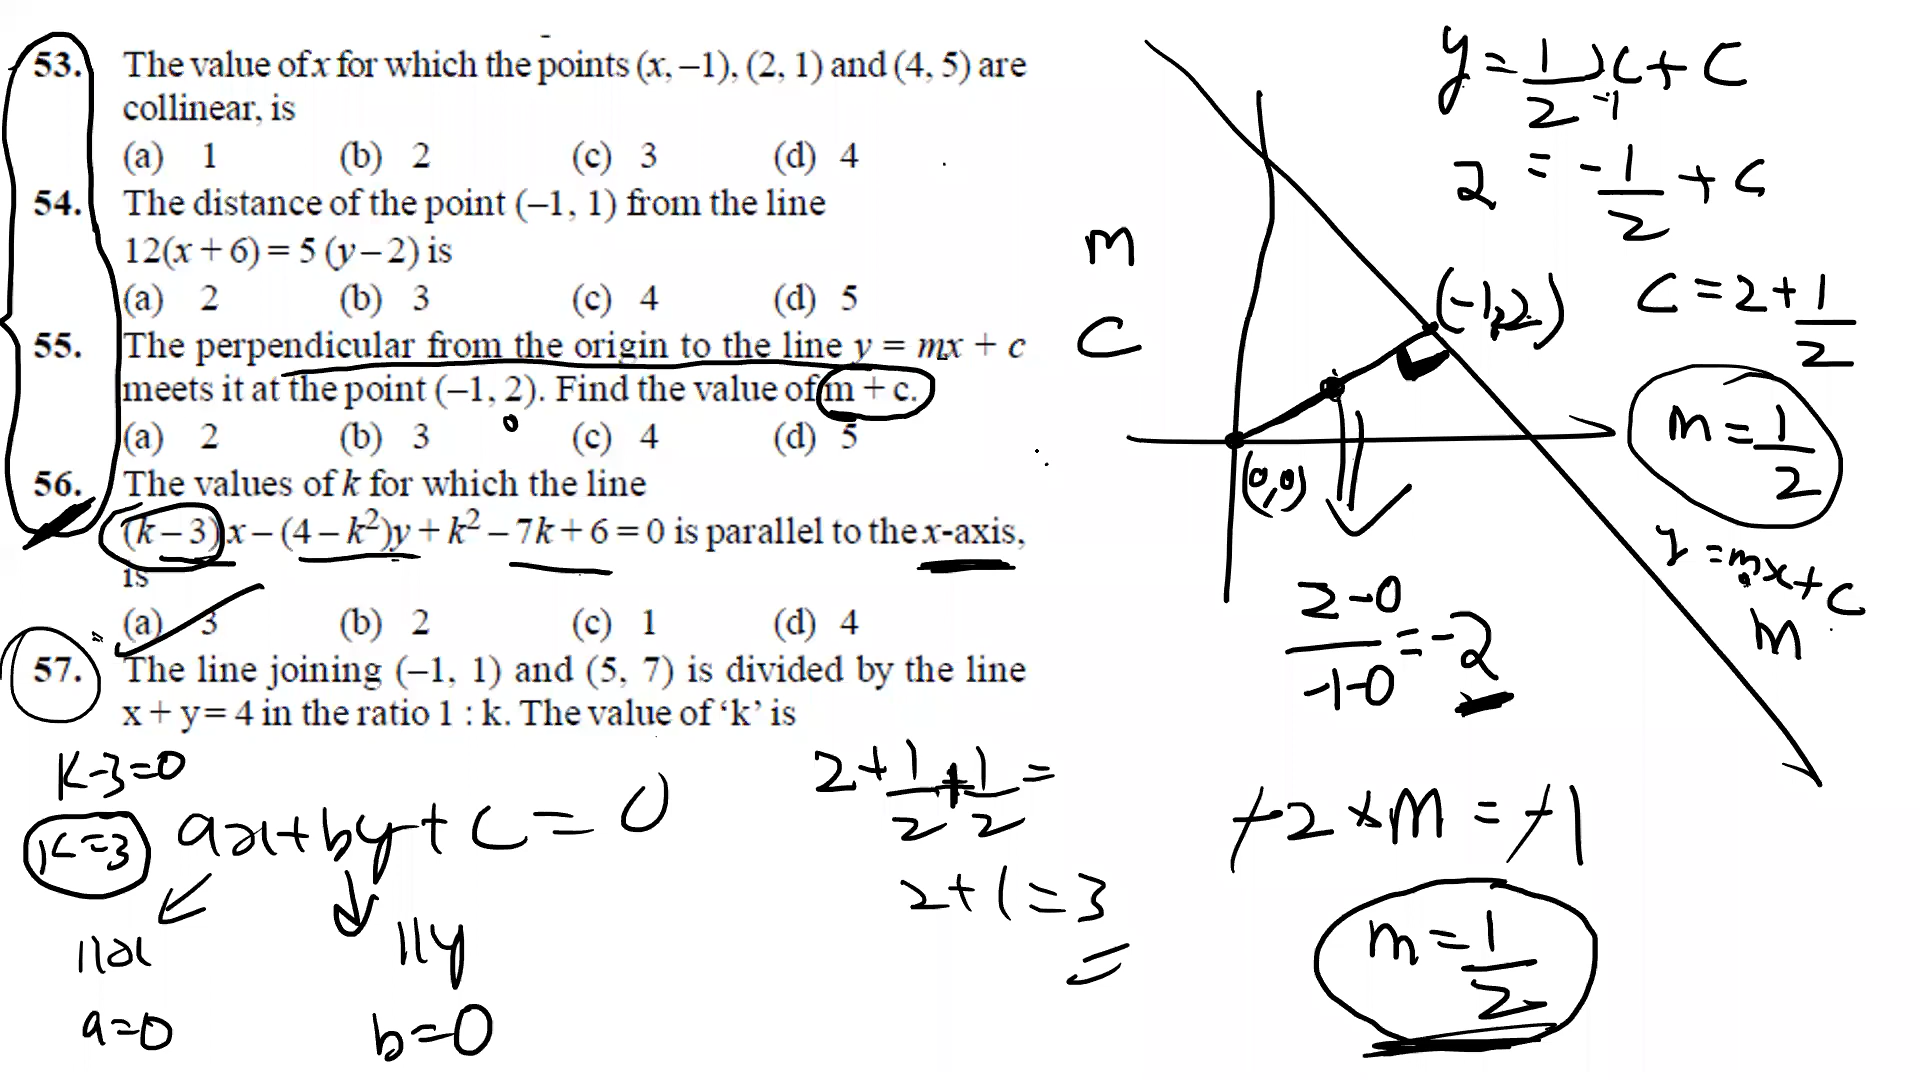 53. The value of x for which the points (x, –1), (2, 1) and (4, 5) are
collinear, is
(a) 1 (b) 2 (c) 3 (d) 4
54. The distance of the point (–1, 1) from the line
12(x + 6) = 5 (y – 2) is
(a) 2 (b) 3 (c) 4 (d) 5
55. The perpendicular from the origin to the line y = mx + c
meets it at the point (–1, 2). Find the value of m + c.
(a) 2 (b) 3 (c) 4 (d) 5
56. The values of k for which the line
(k – 3)x – (4 – k²)y + k² – 7k + 6 = 0 is parallel to the x-axis,
is
(a) 3 (b) 2 (c) 1 (d) 4
57. The line joining (–1, 1) and (5, 7) is divided by the line
x + y = 4 in the ratio 1 : k. The value of ‘k’ is
K-3=0
K=3
ax+by+c=0
||x
a=0
||y
b=0
2+1/2+1/2=
2+1=3
m
c
(0,0)
(-1,2)
2-0/-1-0=-2
-2×m=-1
m=1/2
y=1/2x+c
-1
2=-1/2+c
c=2+1/2
m=1/2
y=mx+c
m